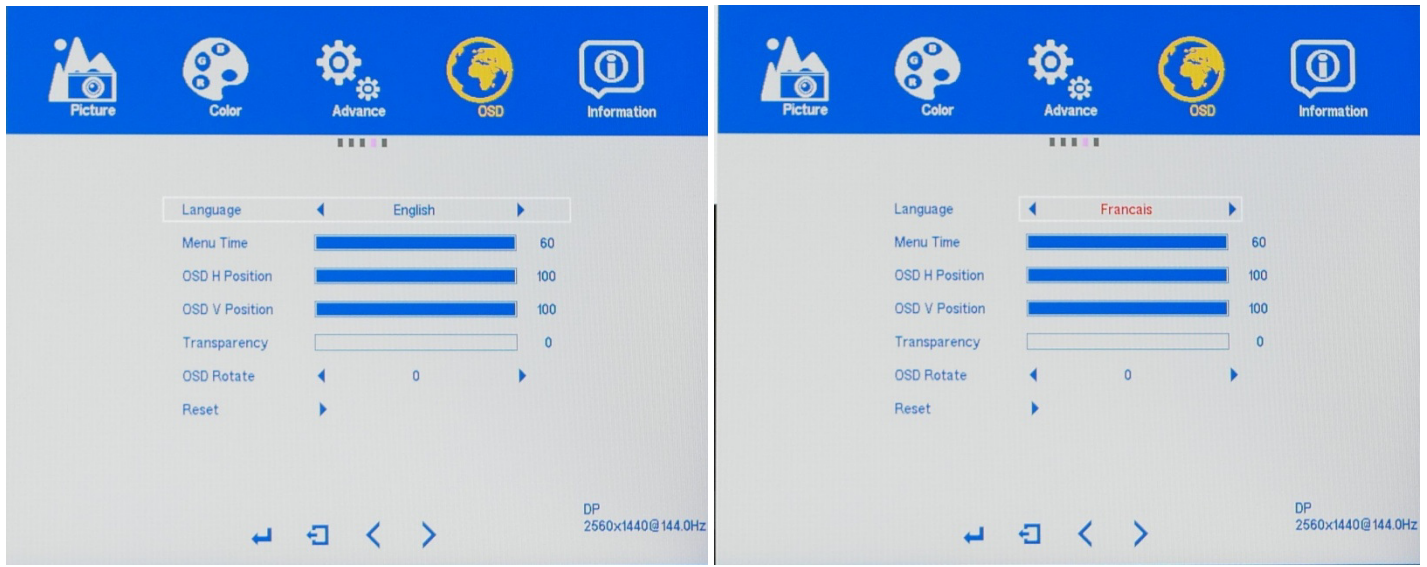 B
G
R
Picture Color Advance OSD Information
Language English
Menu Time 60
OSD H Position 100
OSD V Position 100
Transparency 0
OSD Rotate 0
Reset
DP
2560x1440@144.0Hz
B
G
R
Picture Color Advance OSD Information
Language Francais
Menu Time 60
OSD H Position 100
OSD V Position 100
Transparency 0
OSD Rotate 0
Reset
DP
2560x1440@144.0Hz